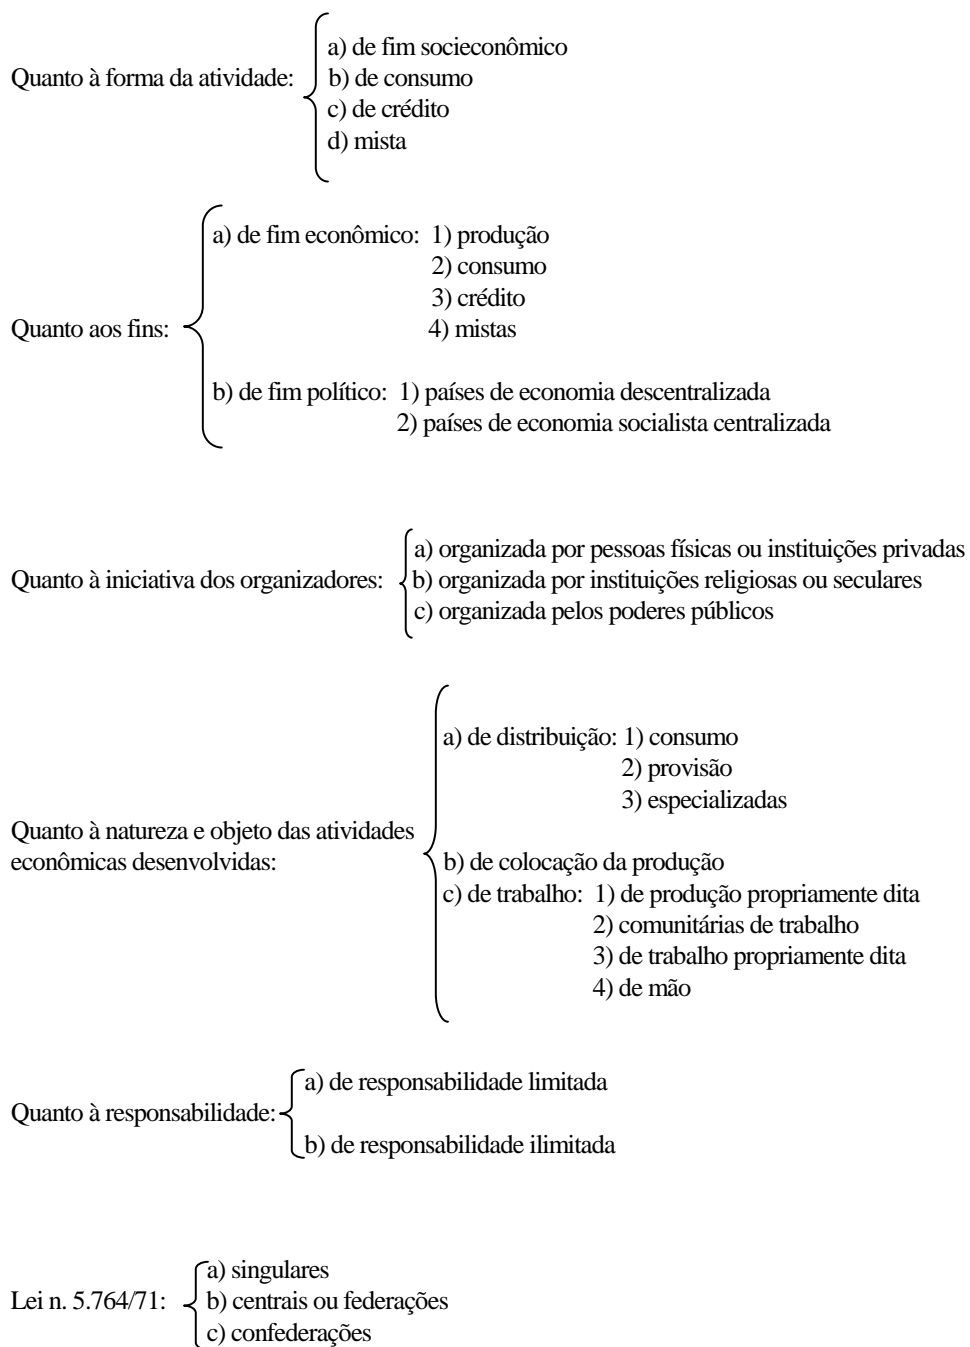 Quanto à forma da atividade:
a) de fim socieconômico
b) de consumo
c) de crédito
d) mista
Quanto aos fins:
a) de fim econômico: 1) produção
2) consumo
3) crédito
4) mistas
b) de fim político: 1) países de economia descentralizada
2) países de economia socialista centralizada
Quanto à iniciativa dos organizadores:
a) organizada por pessoas físicas ou instituições privadas
b) organizada por instituições religiosas ou seculares
c) organizada pelos poderes públicos
Quanto à natureza e objeto das atividades
econômicas desenvolvidas:
a) de distribuição: 1) consumo
2) provisão
3) especializadas
b) de colocação da produção
c) de trabalho: 1) de produção propriamente dita
2) comunitárias de trabalho
3) de trabalho propriamente dita
4) de mão
Quanto à responsabilidade:
a) de responsabilidade limitada
b) de responsabilidade ilimitada
Lei n. 5.764/71:
a) singulares
b) centrais ou federações
c) confederações